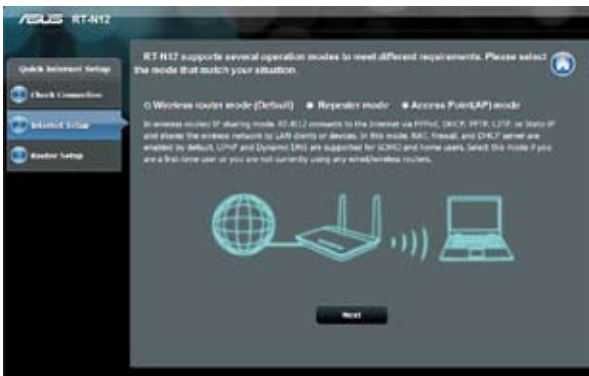 ASUS RT-N12
Quick Internet Setup
Check Connection
Internet Setup
Router Setup
RT-N12 supports several operation modes to meet different requirements. Please select
the mode that match your situation.
Wireless router mode (Default) Repeater mode Access Point(AP) mode
In wireless router/ IP sharing mode, RT-N12 connects to the Internet via PPPoE, DHCP, PPTP, L2TP, or Static IP
and shares the wireless network to LAN clients or devices. In this mode, NAT, firewall, and DHCP server are
enabled by default. UPnP and Dynamic DNS are supported for SOHO and home users. Select this mode if you
are a first-time user or you are not currently using any wired/wireless routers.
Next